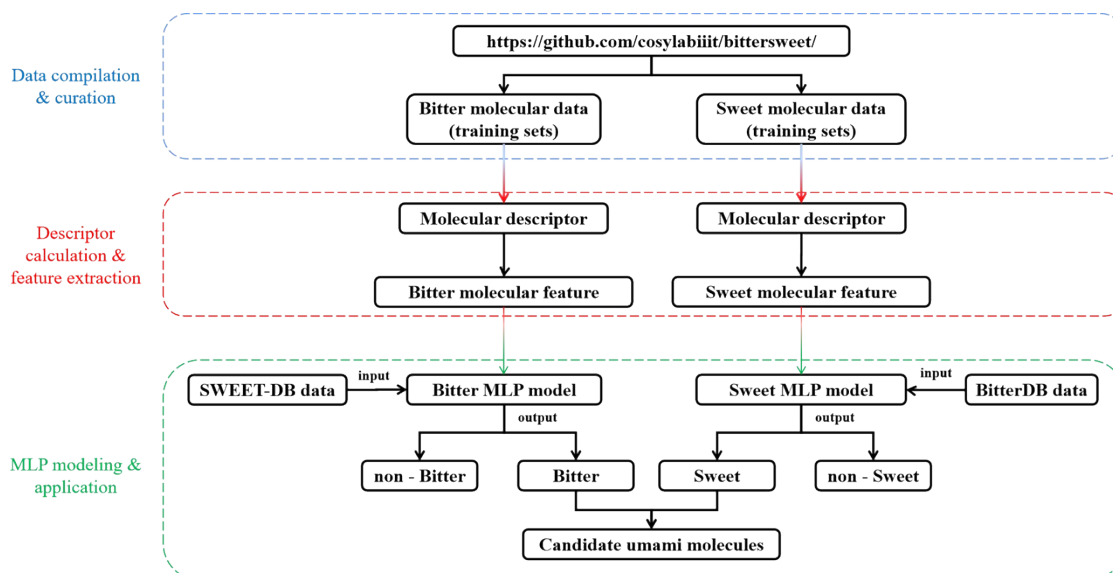 https://github.com/cosylabiiit/bittersweet/
Data compilation
& curation
Bitter molecular data
(training sets)
Sweet molecular data
(training sets)
Descriptor
calculation &
feature extraction
Molecular descriptor
Molecular descriptor
Bitter molecular feature
Sweet molecular feature
MLP modeling &
application
SWEET-DB data
input
Bitter MLP model
Sweet MLP model
input
BitterDB data
output
output
non - Bitter
Bitter
Sweet
non - Sweet
Candidate umami molecules